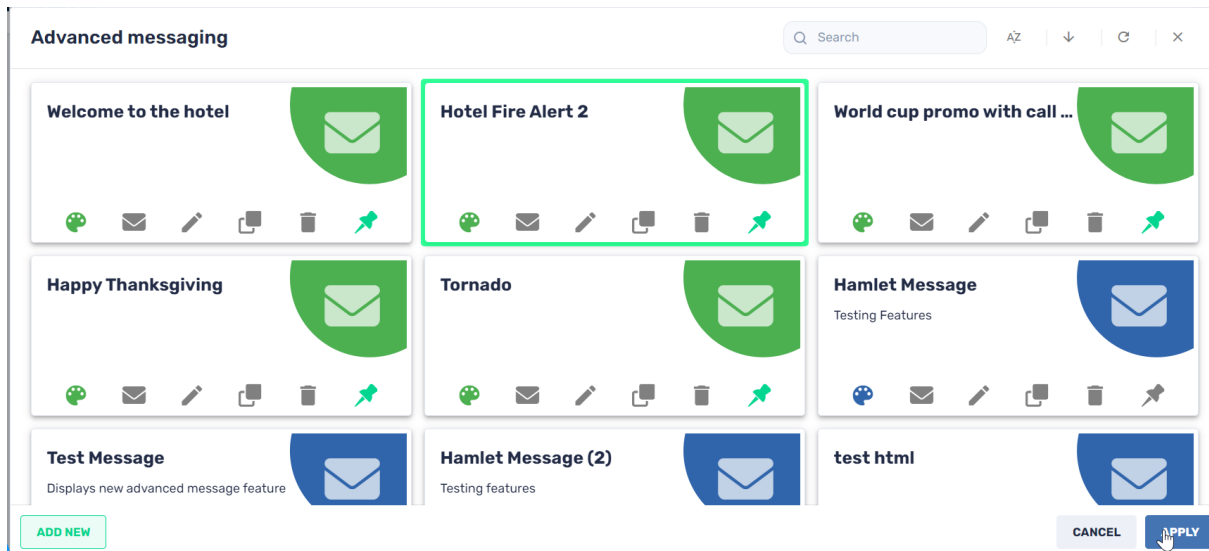 Advanced messaging
Search
AZ
Welcome to the hotel
Hotel Fire Alert 2
World cup promo with call ...
Happy Thanksgiving
Tornado
Hamlet Message
Testing Features
Test Message
Displays new advanced message feature
Hamlet Message (2)
Testing features
test html
ADD NEW
CANCEL
APPLY